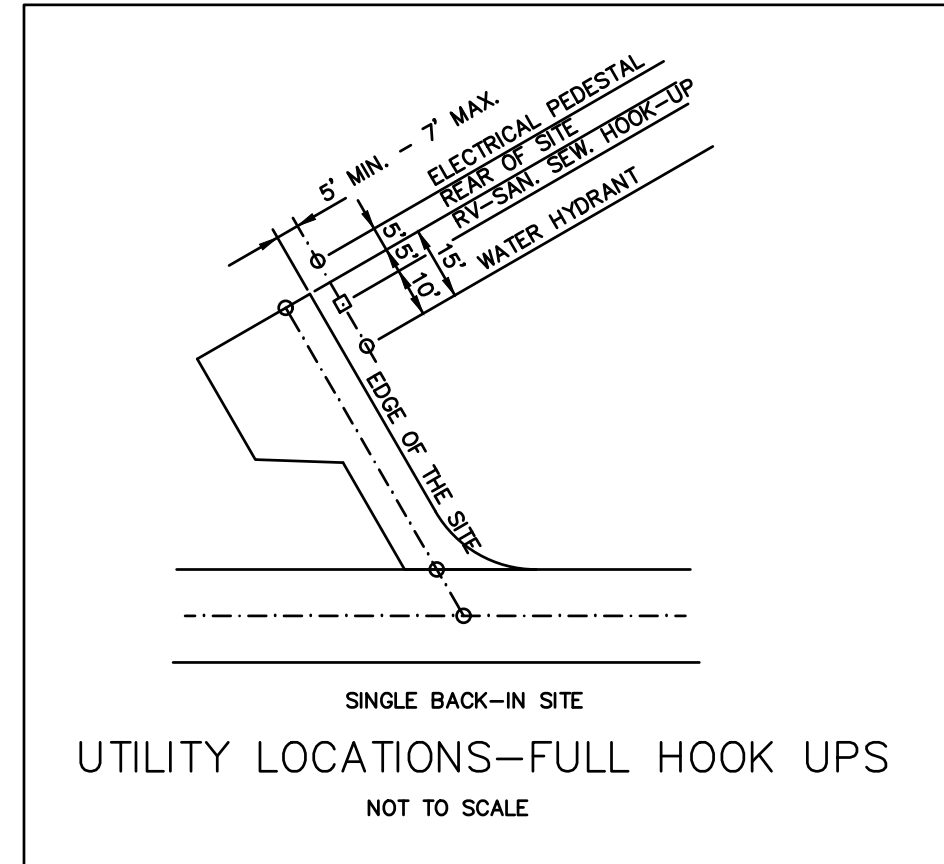 5' MIN. - 7' MAX.
ELECTRICAL PEDESTAL
REAR OF SITE
RV-SAN. SEW. HOOK-UP
WATER HYDRANT
5'
5'
10'
15'
EDGE OF THE SITE
SINGLE BACK-IN SITE
UTILITY LOCATIONS-FULL HOOK UPS
NOT TO SCALE